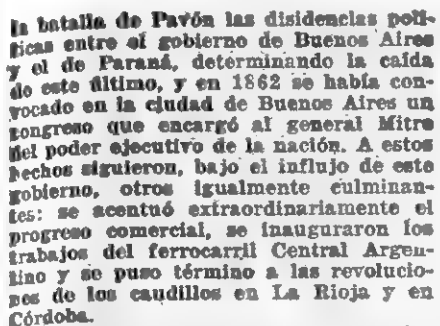 la batalla de Pavón las disidencias polí-
ticas entre el gobierno de Buenos Aires
y el de Paraná, determinando la caída
de este último, y en 1862 se había con-
vocado en la ciudad de Buenos Aires un
congreso que encargó al general Mitre
del poder ejecutivo de la nación. A estos
hechos siguieron, bajo el influjo de este
gobierno, otros igualmente culminan-
tes: se acentuó extraordinariamente el
progreso comercial, se inauguraron los
trabajos del ferrocarril Central Argen-
tino y se puso término a las revolucio-
nes de los caudillos en La Rioja y en
Córdoba.